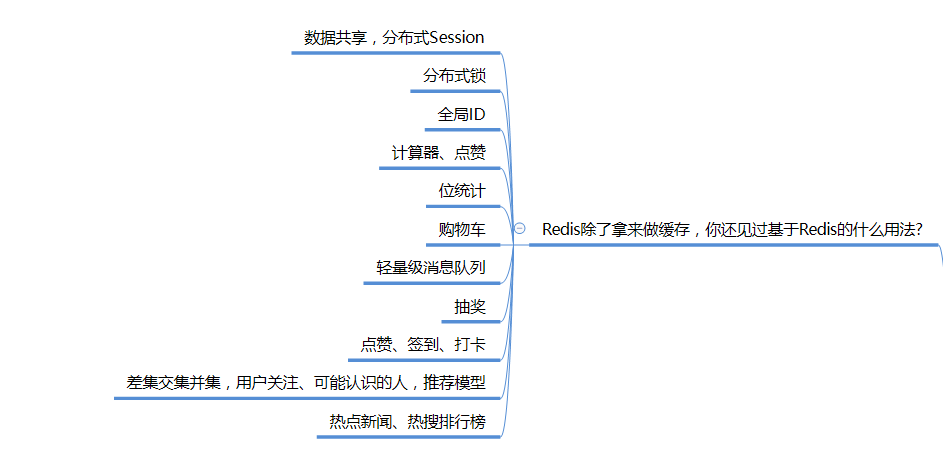 数据共享，分布式Session
分布式锁
全局ID
计算器、点赞
位统计
Redis除了拿来做缓存，你还见过基于Redis的什么用法?
购物车
轻量级消息队列
抽奖
点赞、签到、打卡
差集交集并集，用户关注、可能认识的人，推荐模型
热点新闻、热搜排行榜